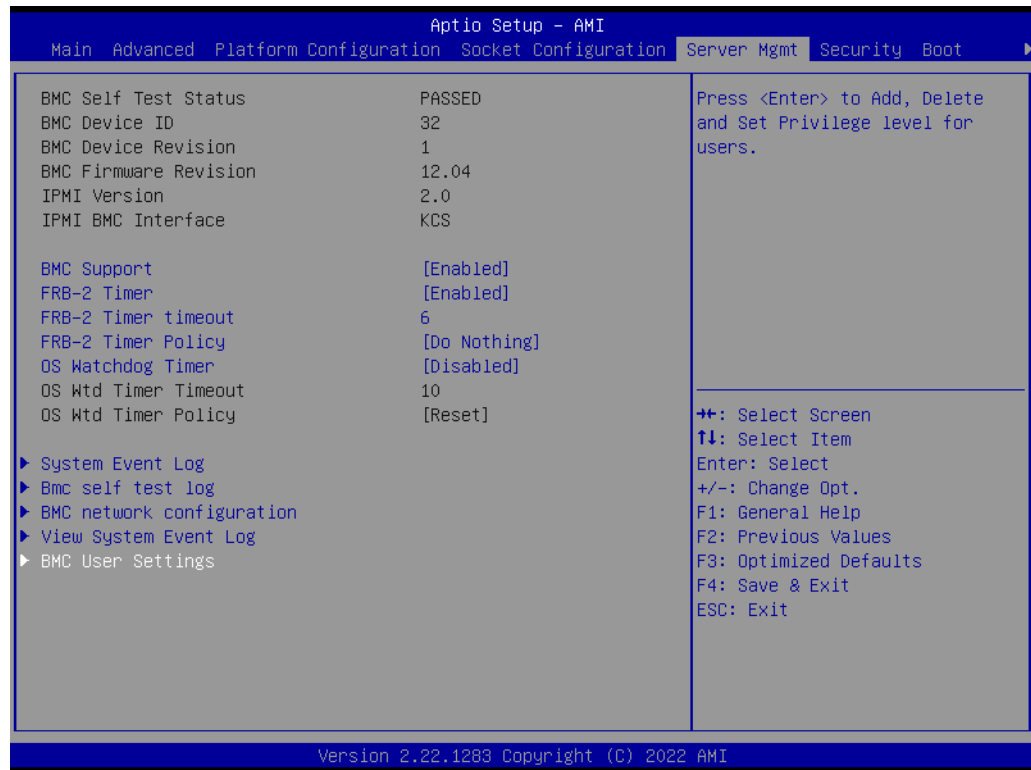 Aptio Setup – AMI
Main Advanced Platform Configuration Socket Configuration Server Mgmt Security Boot ▶
BMC Self Test Status PASSED
BMC Device ID 32
BMC Device Revision 1
BMC Firmware Revision 12.04
IPMI Version 2.0
IPMI BMC Interface KCS
BMC Support [Enabled]
FRB-2 Timer [Enabled]
FRB-2 Timer timeout 6
FRB-2 Timer Policy [Do Nothing]
OS Watchdog Timer [Disabled]
OS Wtd Timer Timeout 10
OS Wtd Timer Policy [Reset]
▶ System Event Log
▶ Bmc self test log
▶ BMC network configuration
▶ View System Event Log
▶ BMC User Settings
Press <Enter> to Add, Delete
and Set Privilege level for
users.
→←: Select Screen
↑↓: Select Item
Enter: Select
+/-: Change Opt.
F1: General Help
F2: Previous Values
F3: Optimized Defaults
F4: Save & Exit
ESC: Exit
Version 2.22.1283 Copyright (C) 2022 AMI